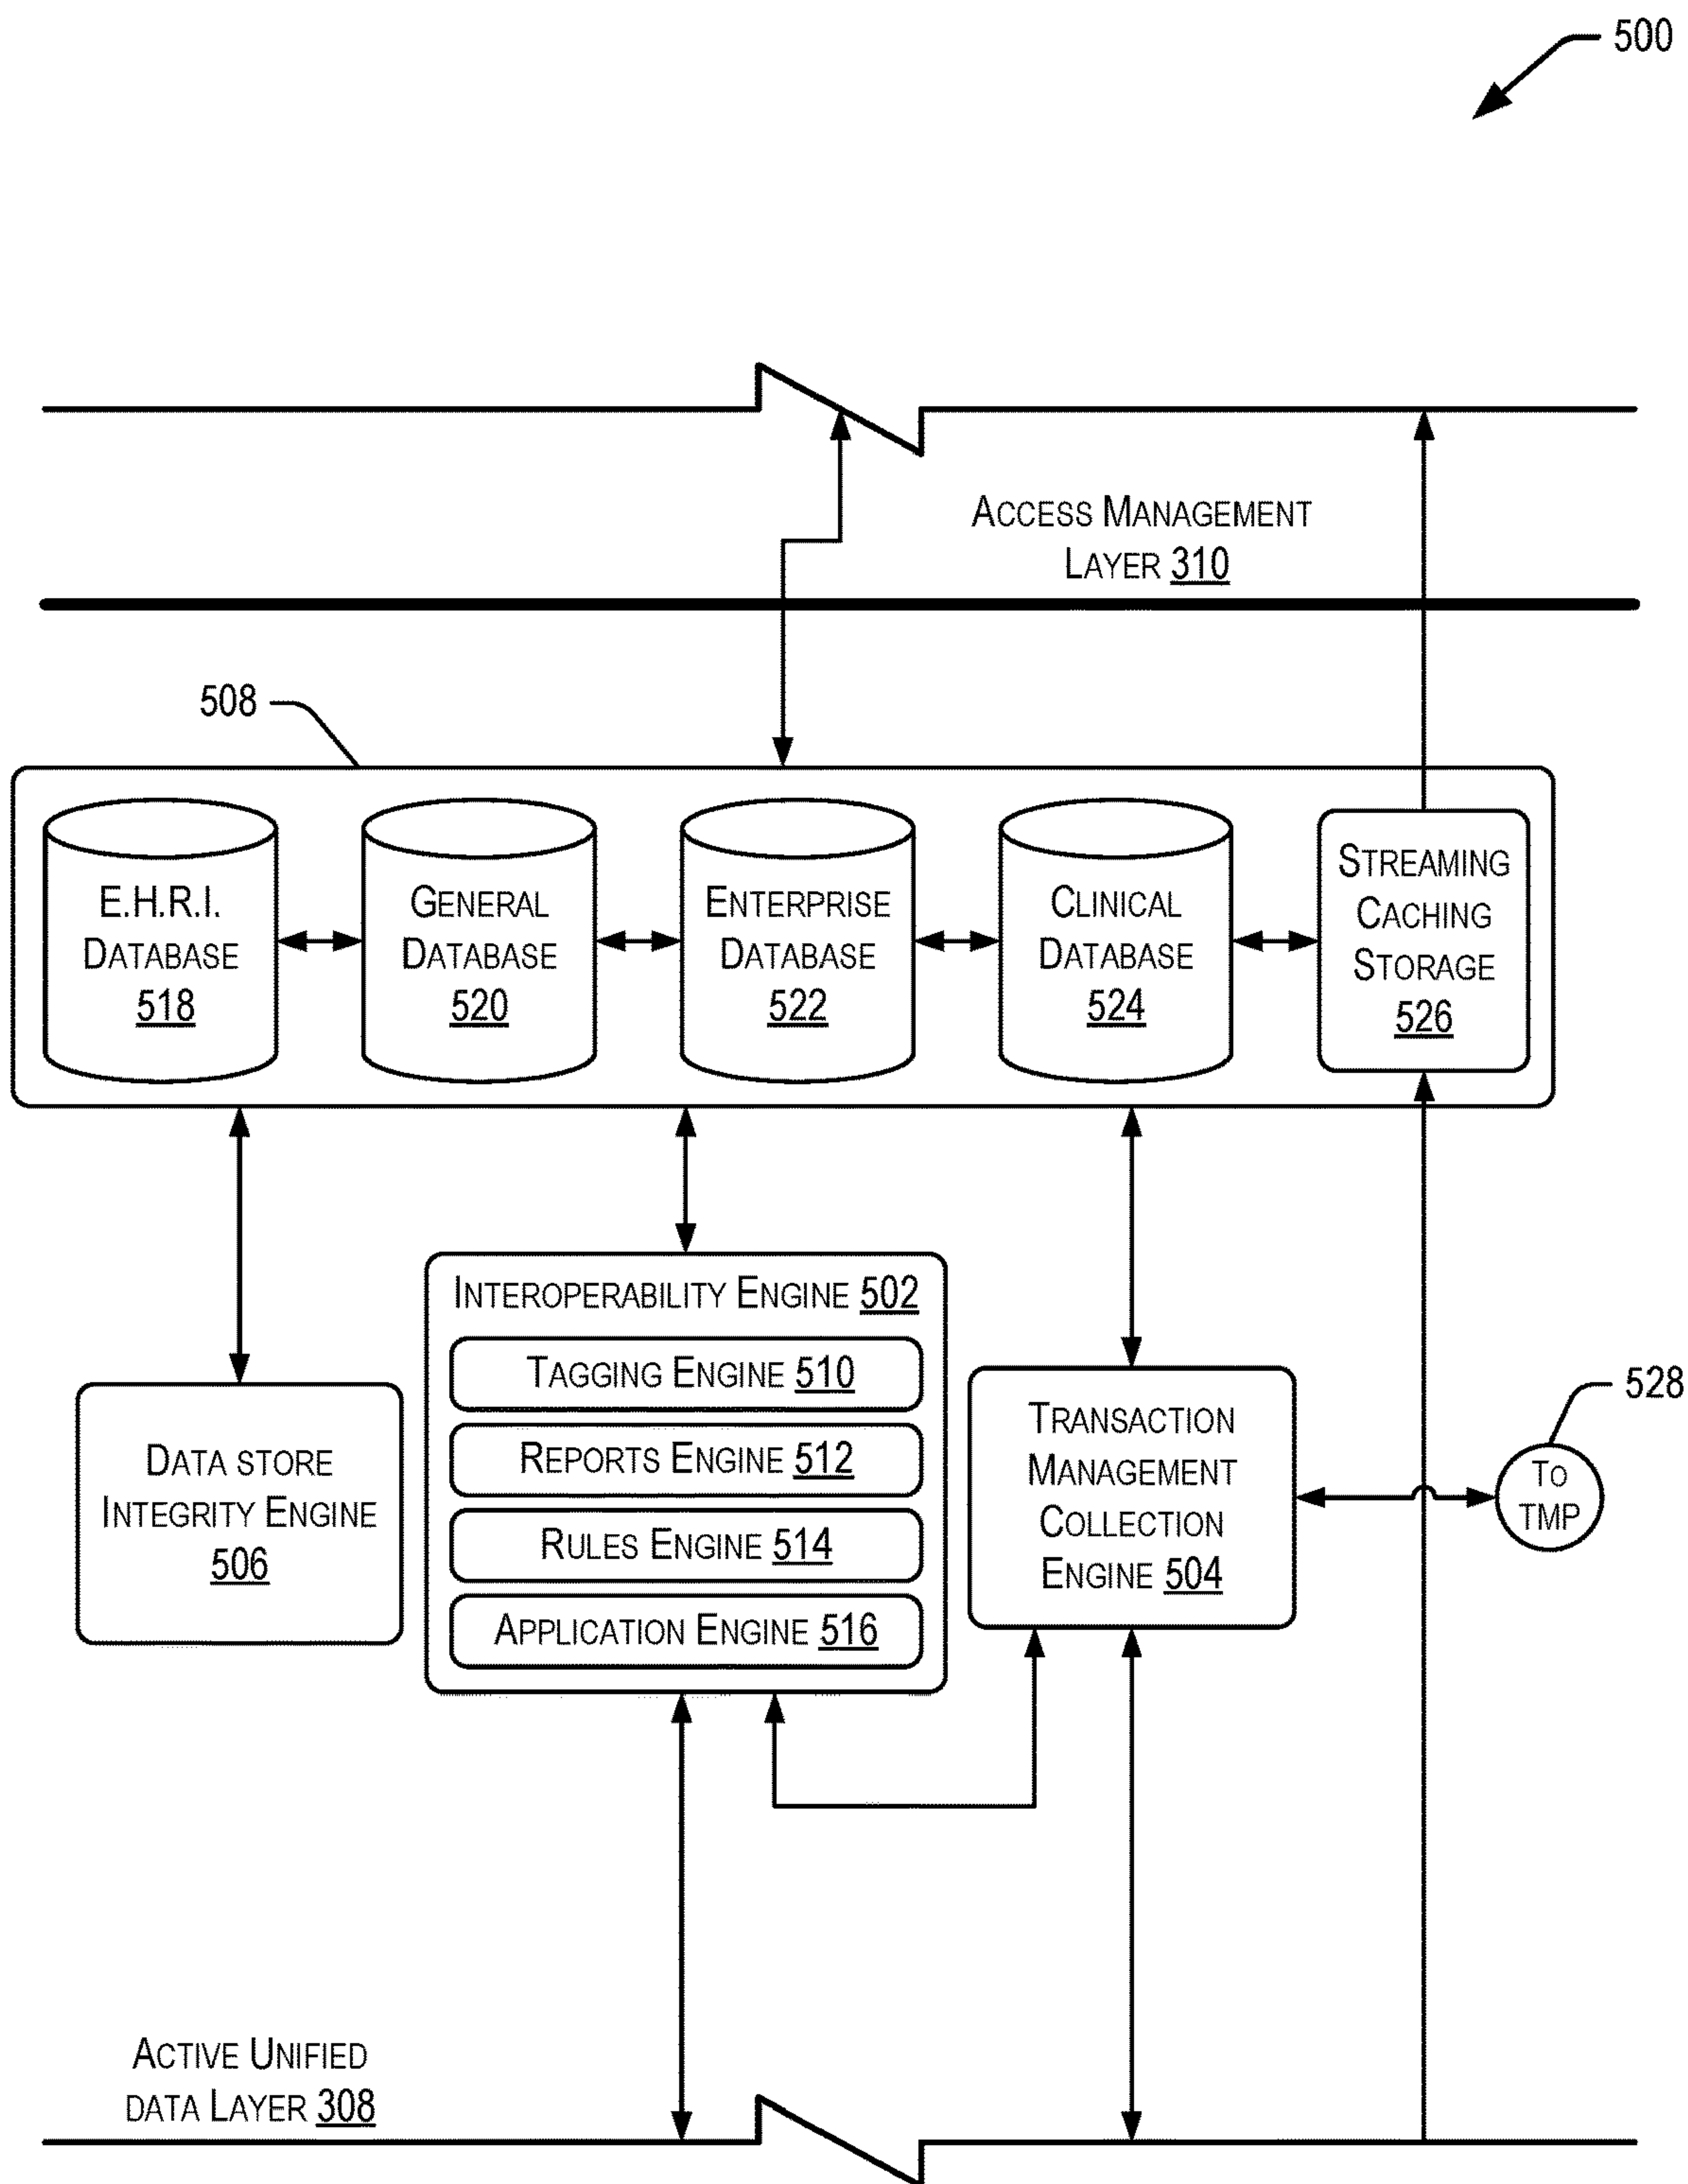 500
ACCESS MANAGEMENT
LAYER 310
508
E.H.R.I.
DATABASE
518
GENERAL
DATABASE
520
ENTERPRISE
DATABASE
522
CLINICAL
DATABASE
524
STREAMING
CACHING
STORAGE
526
INTEROPERABILITY ENGINE 502
TAGGING ENGINE 510
REPORTS ENGINE 512
RULES ENGINE 514
APPLICATION ENGINE 516
DATA STORE
INTEGRITY ENGINE
506
TRANSACTION
MANAGEMENT
COLLECTION
ENGINE 504
528
TO
TMP
ACTIVE UNIFIED
DATA LAYER 308